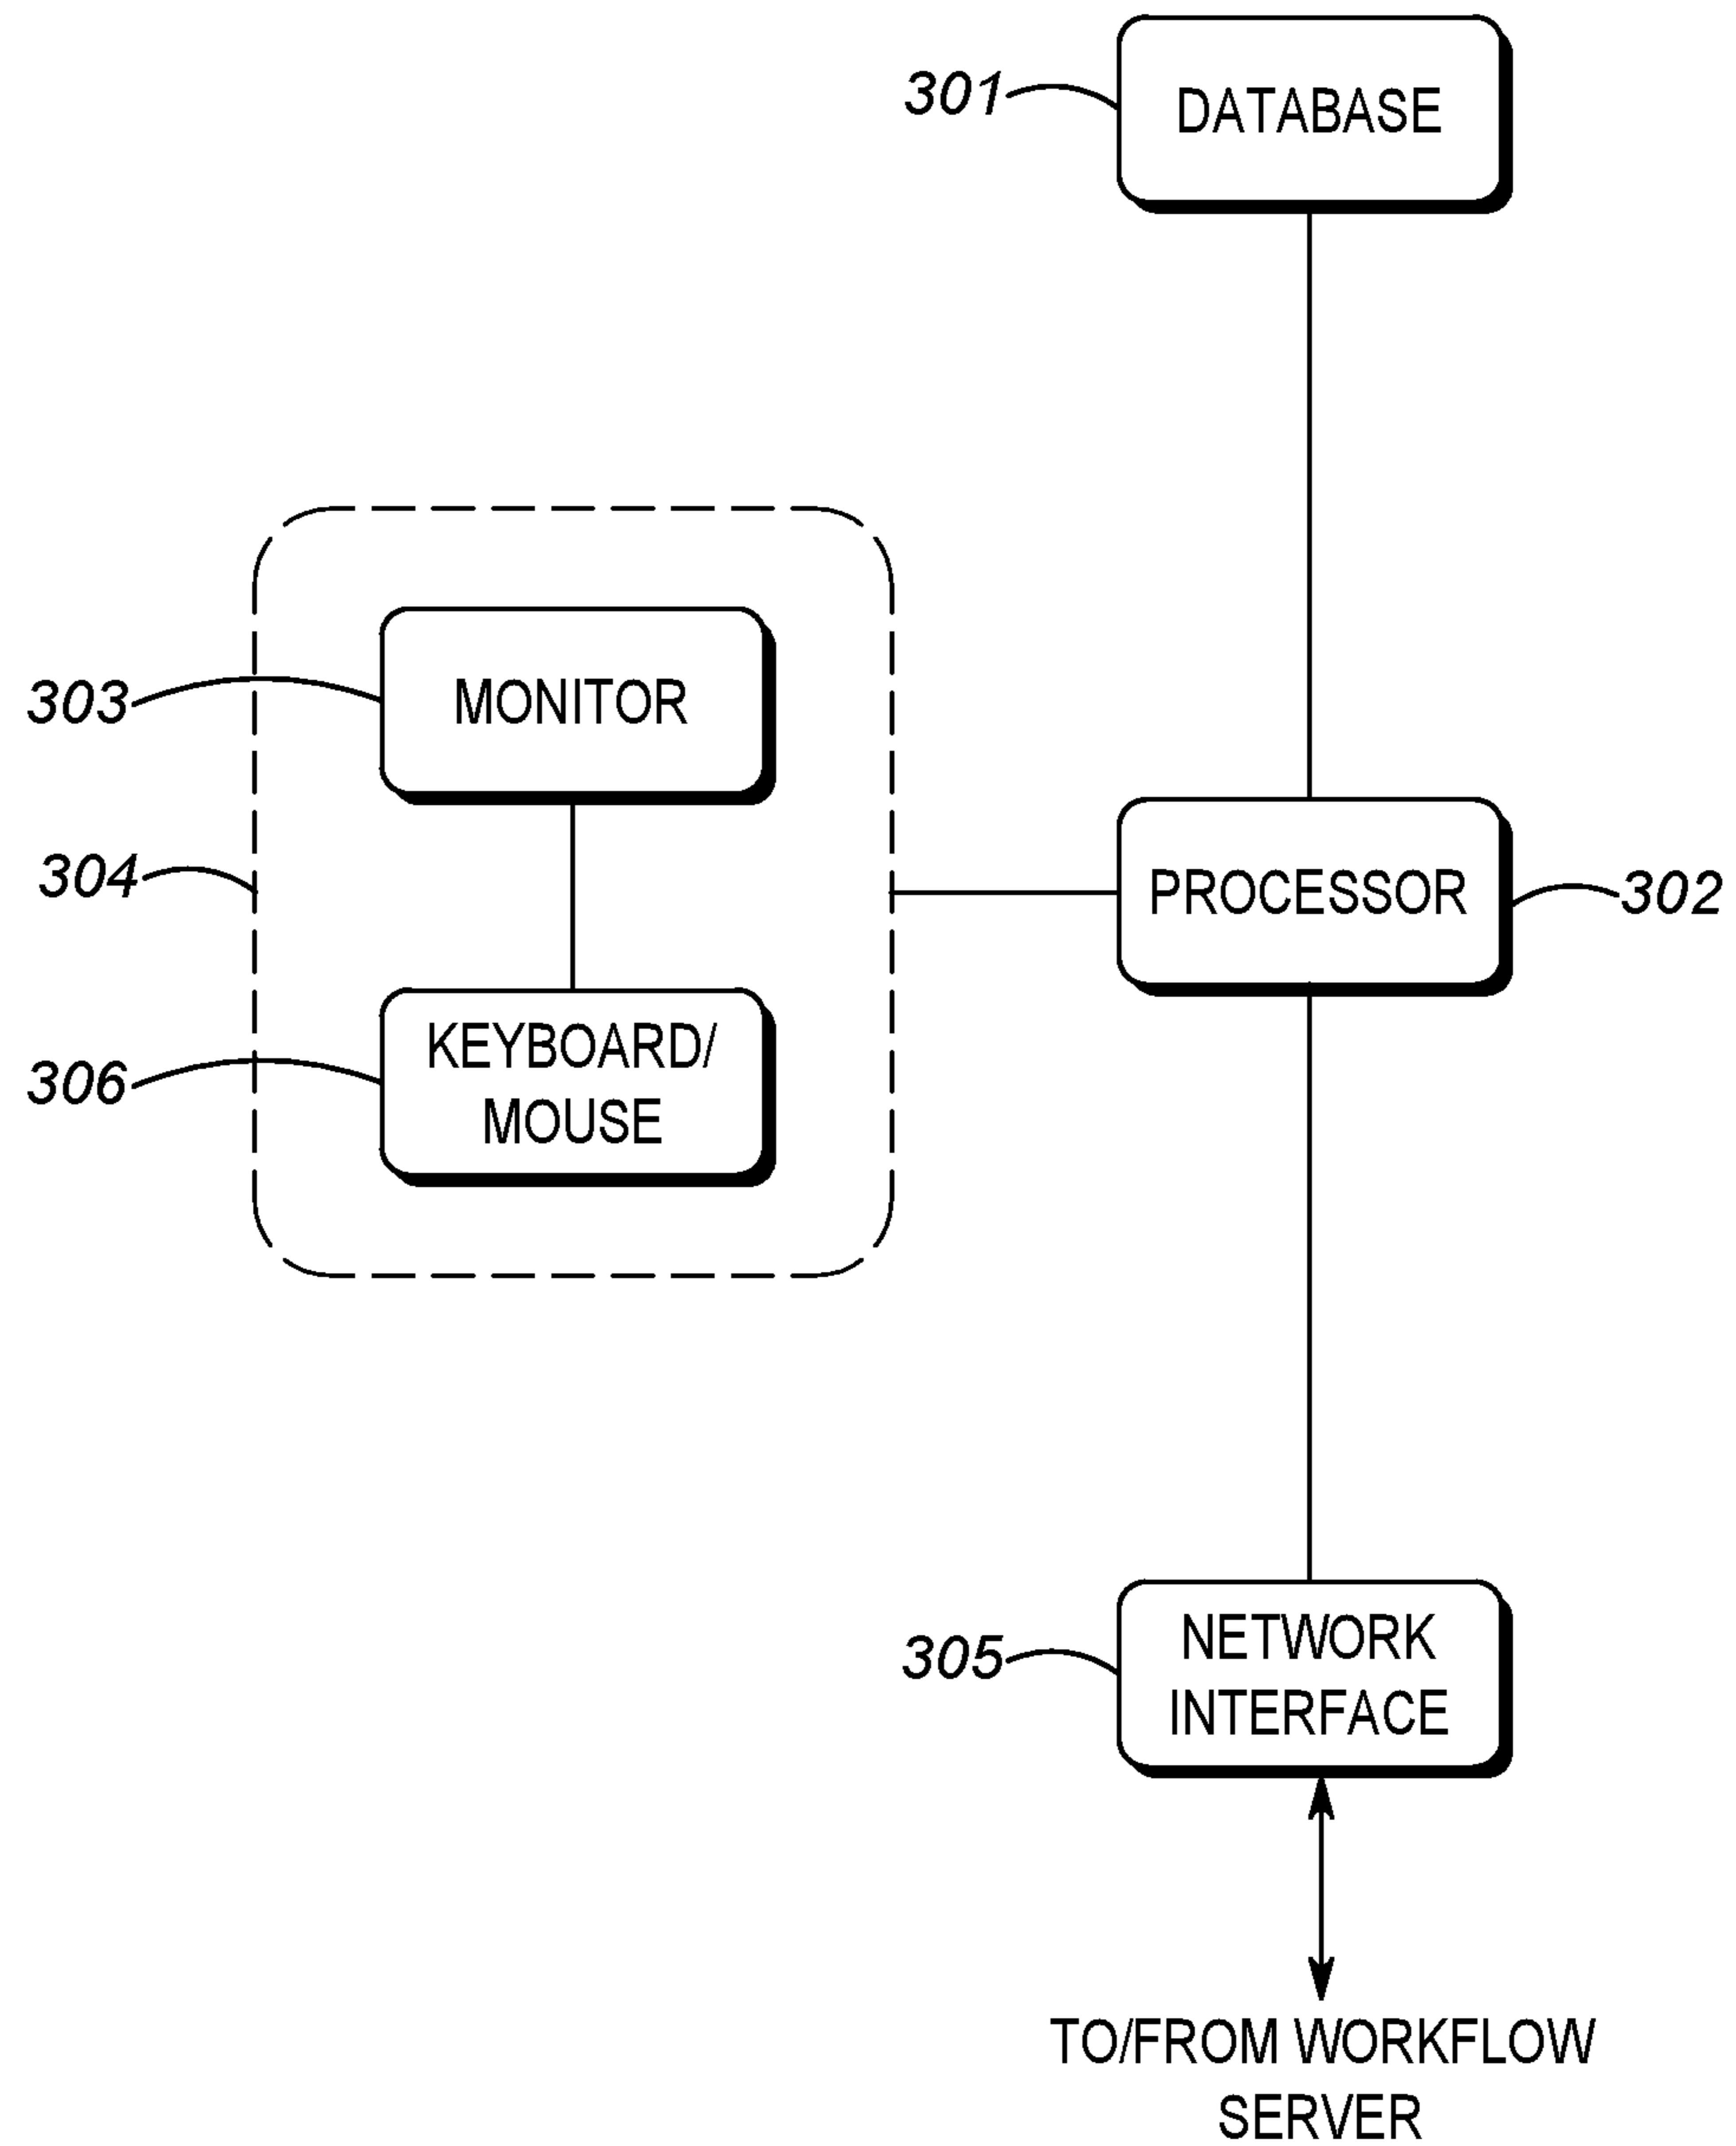 301
DATABASE
303
MONITOR
304
PROCESSOR
302
306
KEYBOARD/
MOUSE
305
NETWORK
INTERFACE
TO/FROM WORKFLOW
SERVER